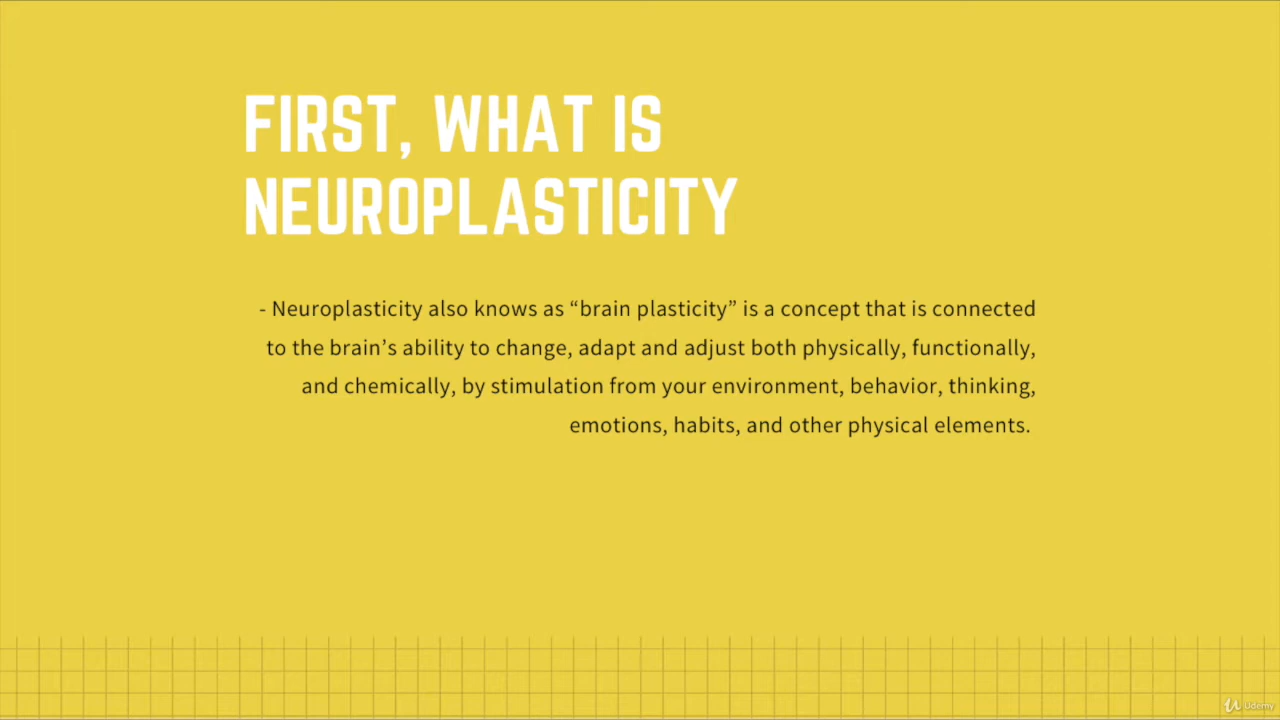 FIRST, WHAT IS
NEUROPLASTICITY
- Neuroplasticity also knows as “brain plasticity” is a concept that is connected
to the brain’s ability to change, adapt and adjust both physically, functionally,
and chemically, by stimulation from your environment, behavior, thinking,
emotions, habits, and other physical elements.
Udemy